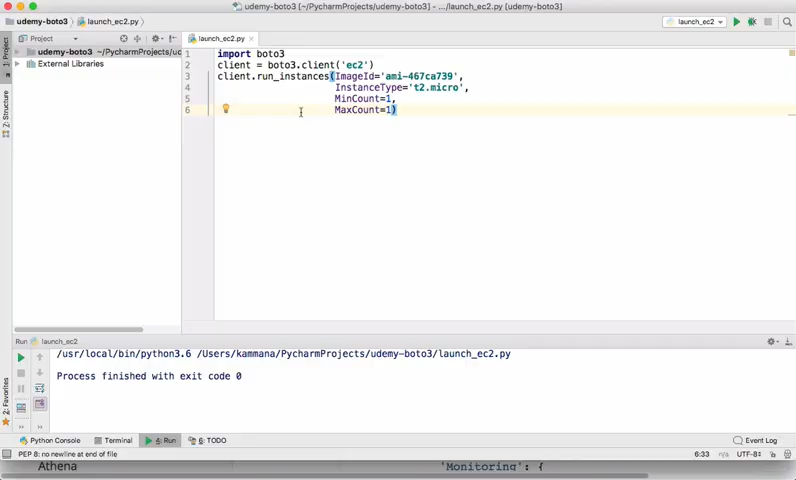 udemy-boto3 [~/PycharmProjects/udemy-boto3] - .../launch_ec2.py [udemy-boto3]
udemy-boto3 launch_ec2.py
launch_ec2
Project
launch_ec2.py
1: Project
udemy-boto3 ~/PycharmProjects/ud
External Libraries
2: Structure
1 import boto3
2 client = boto3.client('ec2')
3 client.run_instances(ImageId='ami-467ca739',
4 InstanceType='t2.micro',
5 MinCount=1,
6 MaxCount=1)
Run launch_ec2
/usr/local/bin/python3.6 /Users/kammana/PycharmProjects/udemy-boto3/launch_ec2.py
Process finished with exit code 0
2: Favorites
Python Console Terminal 4: Run 6: TODO Event Log
PEP 8: no newline at end of file 6:33 n/a UTF-8
Athena 'Monitoring': {